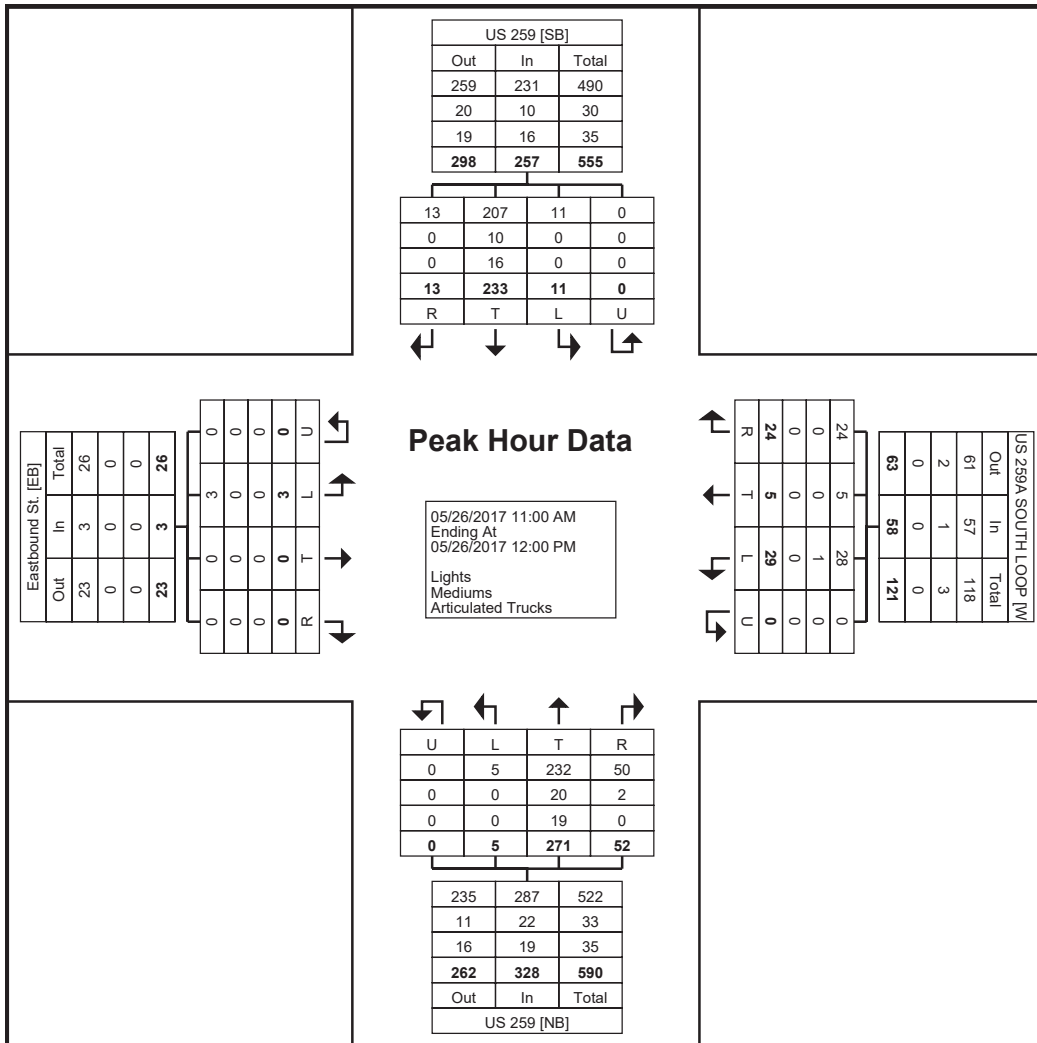 US 259 [SB]
Out In Total
259 231 490
20 10 30
19 16 35
298 257 555
13 207 11 0
0 10 0 0
0 16 0 0
13 233 11 0
R T L U
Eastbound St. [EB]
Total In Out
26 3 23
0 0 0
0 0 0
26 3 23
0 3 0 0
0 0 0 0
0 0 0 0
0 3 0 0
U L T R
Peak Hour Data
05/26/2017 11:00 AM
Ending At
05/26/2017 12:00 PM
Lights
Mediums
Articulated Trucks
R T L U
24 5 29 0
0 0 0 0
0 0 1 0
24 5 28 0
63 58 121
0 0 0
2 1 3
61 57 118
Out In Total
US 259A SOUTH LOOP [W
U L T R
0 5 232 50
0 0 20 2
0 0 19 0
0 5 271 52
235 287 522
11 22 33
16 19 35
262 328 590
Out In Total
US 259 [NB]